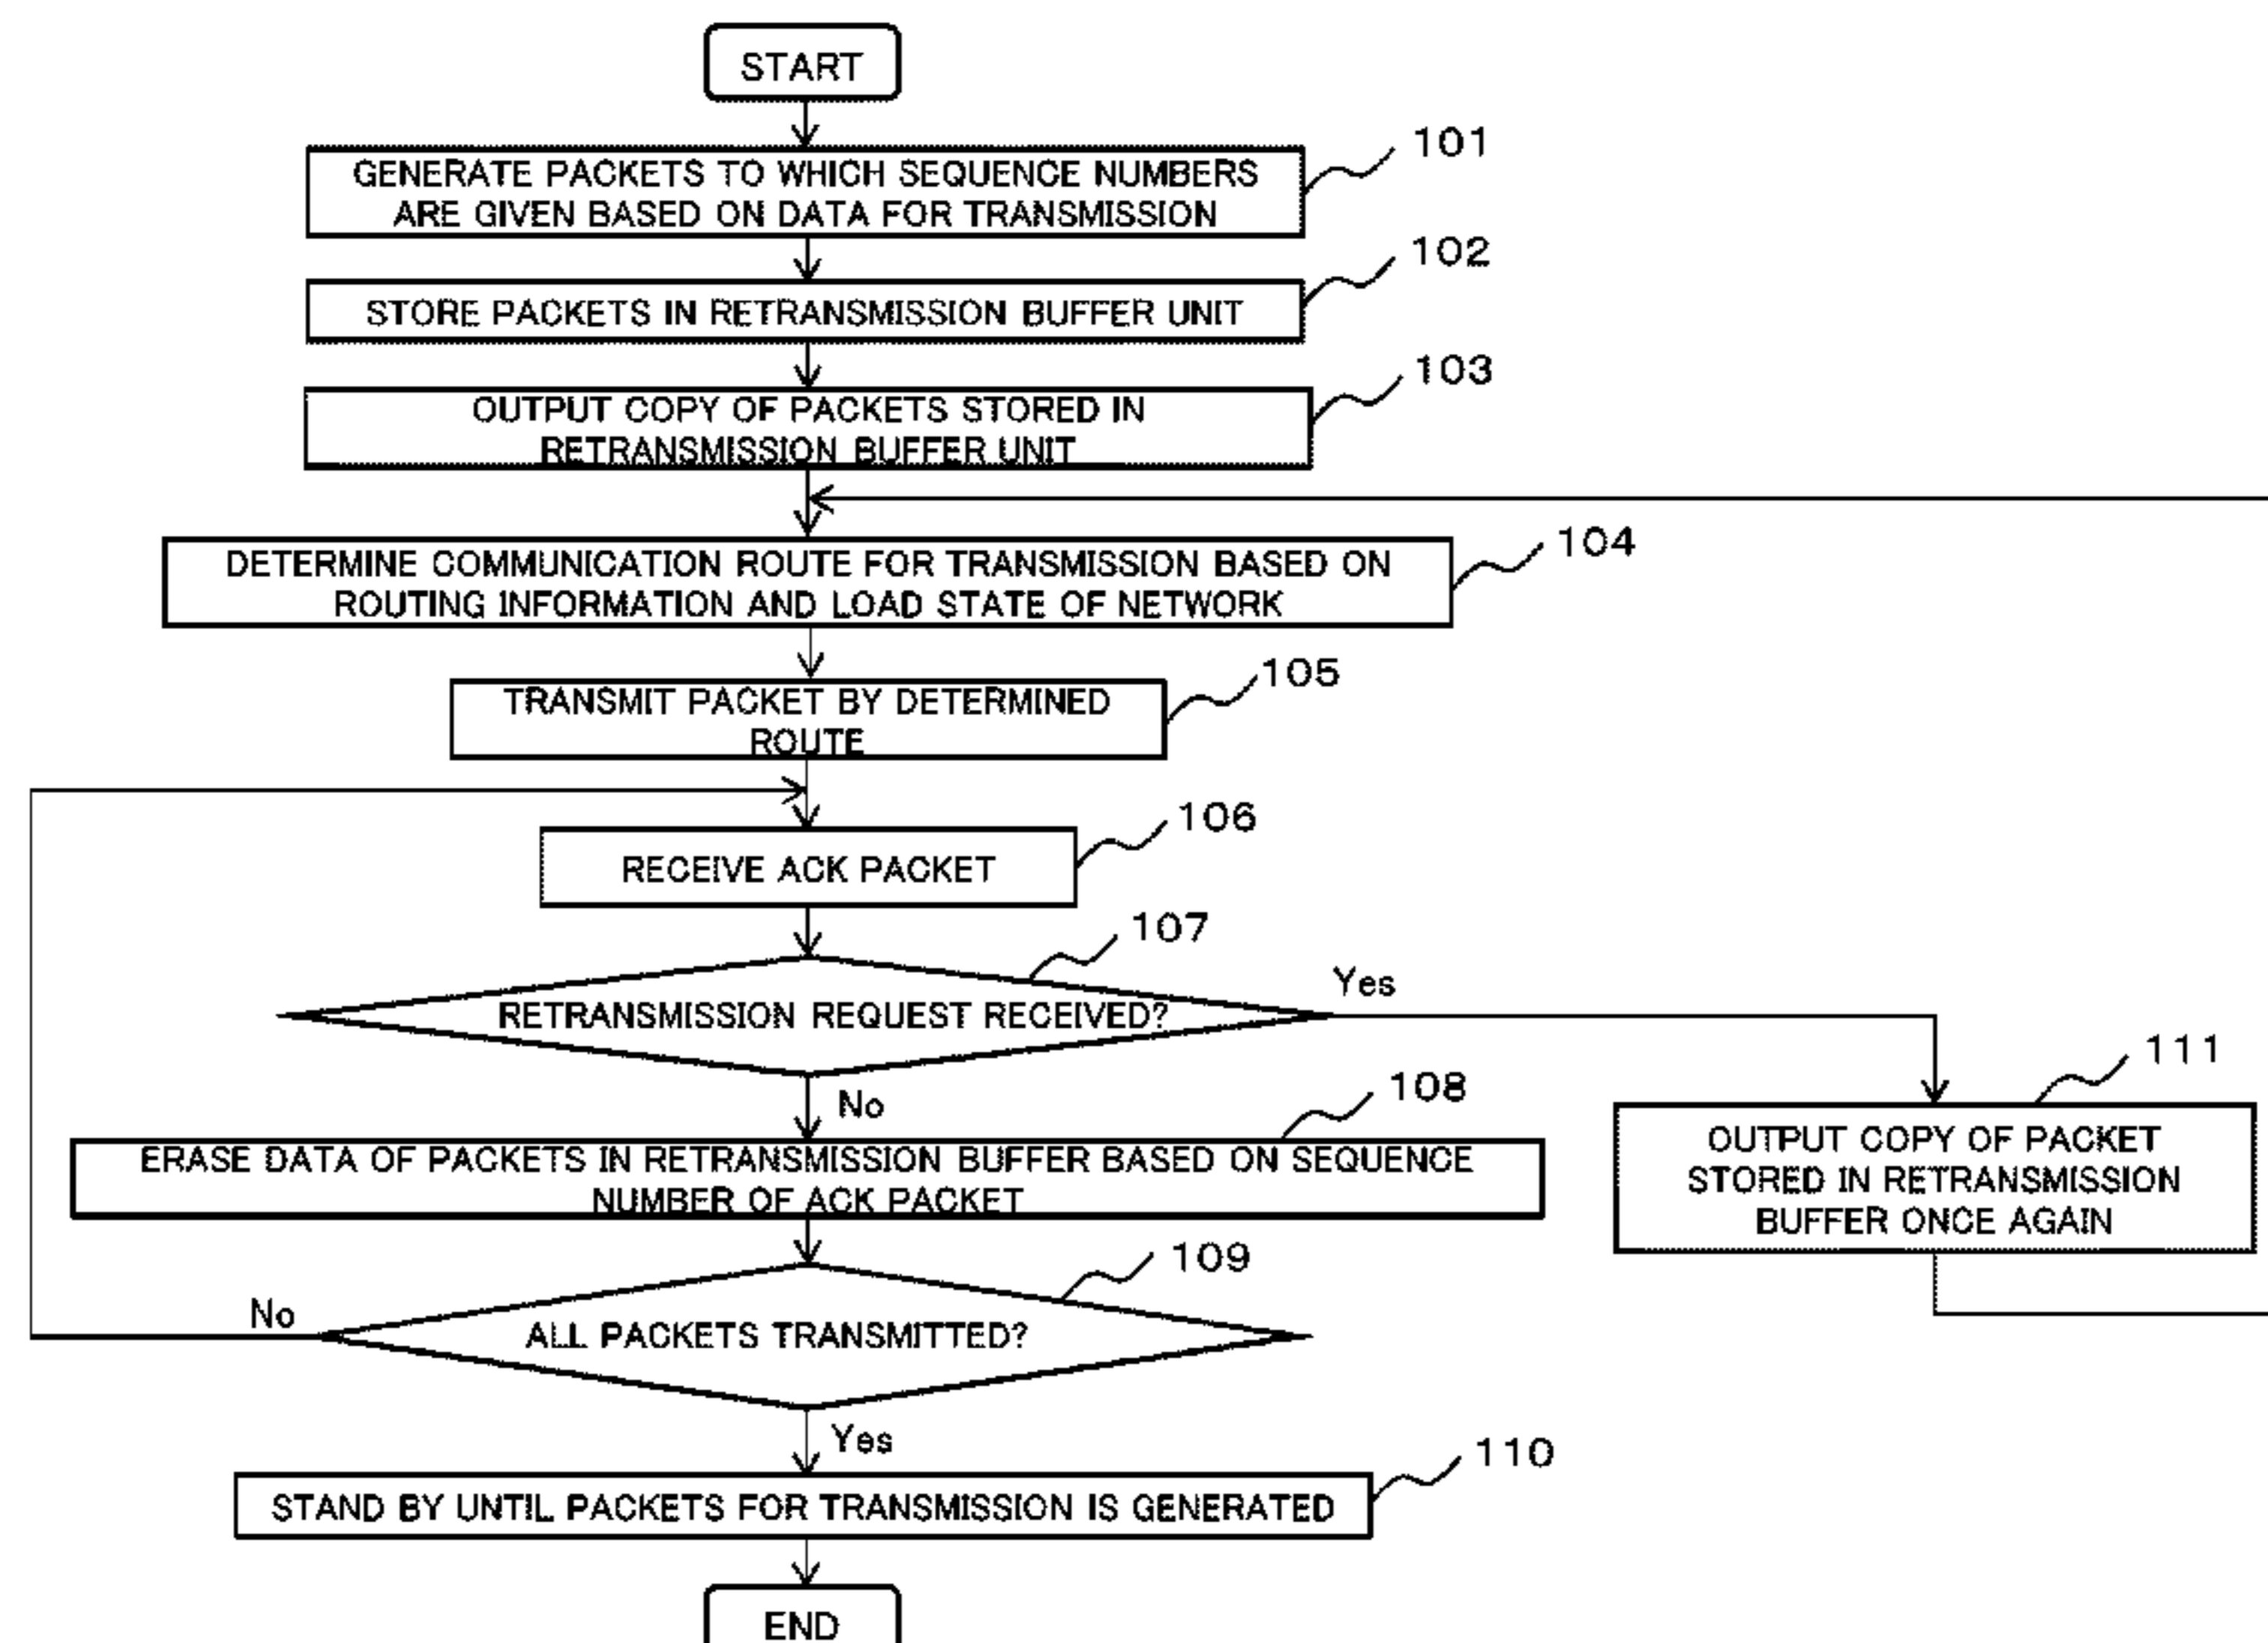 START
101
GENERATE PACKETS TO WHICH SEQUENCE NUMBERS
ARE GIVEN BASED ON DATA FOR TRANSMISSION
102
STORE PACKETS IN RETRANSMISSION BUFFER UNIT
103
OUTPUT COPY OF PACKETS STORED IN
RETRANSMISSION BUFFER UNIT
104
DETERMINE COMMUNICATION ROUTE FOR TRANSMISSION BASED ON
ROUTING INFORMATION AND LOAD STATE OF NETWORK
105
TRANSMIT PACKET BY DETERMINED
ROUTE
106
RECEIVE ACK PACKET
107
RETRANSMISSION REQUEST RECEIVED?
Yes
No
111
OUTPUT COPY OF PACKET
STORED IN RETRANSMISSION
BUFFER ONCE AGAIN
108
ERASE DATA OF PACKETS IN RETRANSMISSION BUFFER BASED ON SEQUENCE
NUMBER OF ACK PACKET
109
ALL PACKETS TRANSMITTED?
No
Yes
110
STAND BY UNTIL PACKETS FOR TRANSMISSION IS GENERATED
END